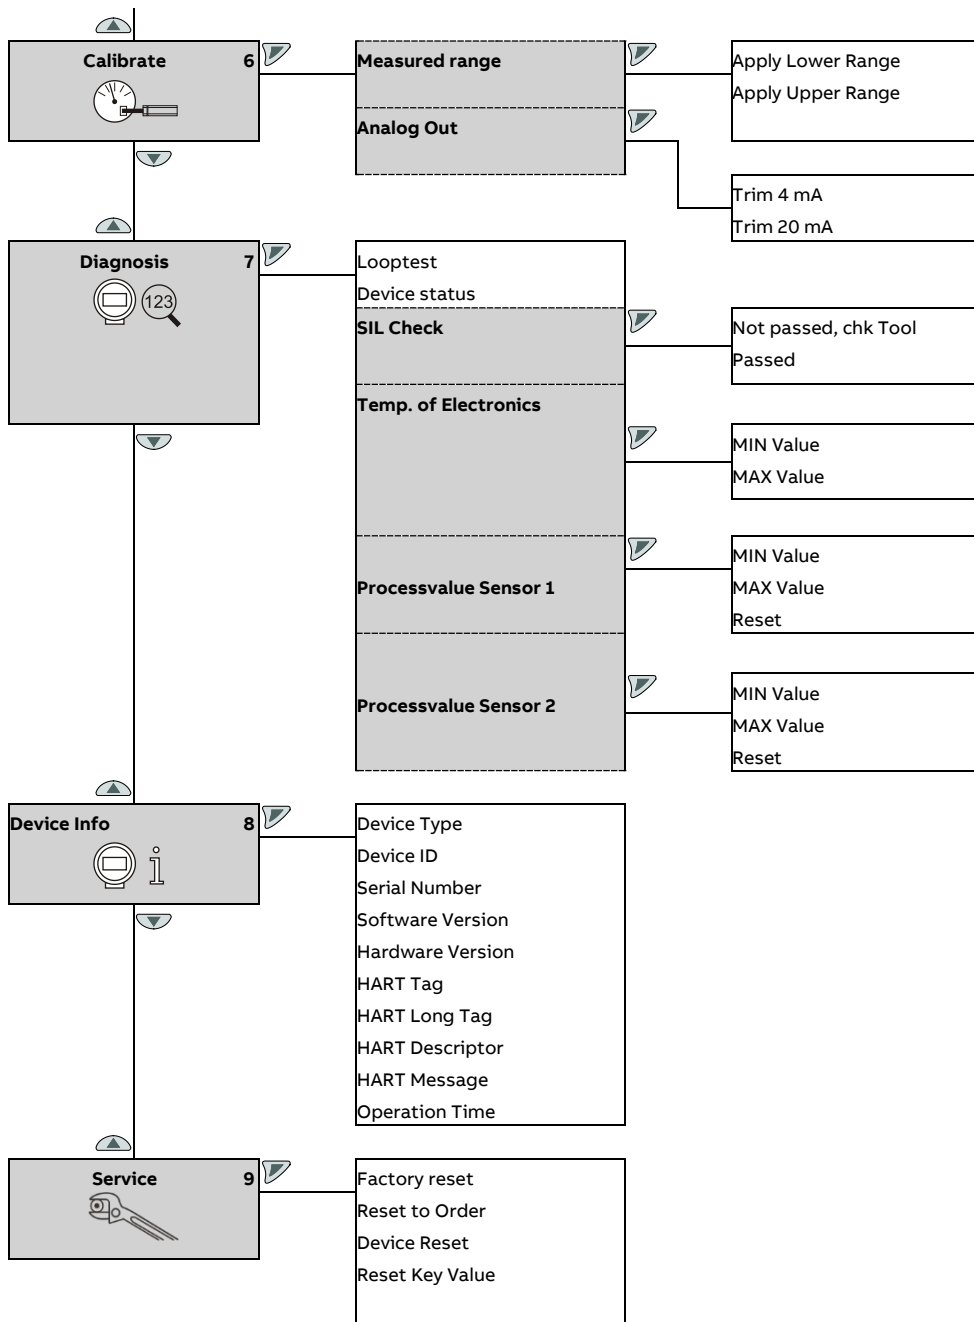 Calibrate 6
Measured range
Apply Lower Range
Apply Upper Range
Analog Out
Trim 4 mA
Trim 20 mA
Diagnosis 7
123
Looptest
Device status
SIL Check
Not passed, chk Tool
Passed
Temp. of Electronics
MIN Value
MAX Value
Processvalue Sensor 1
MIN Value
MAX Value
Reset
Processvalue Sensor 2
MIN Value
MAX Value
Reset
Device Info 8
i
Device Type
Device ID
Serial Number
Software Version
Hardware Version
HART Tag
HART Long Tag
HART Descriptor
HART Message
Operation Time
Service 9
Factory reset
Reset to Order
Device Reset
Reset Key Value